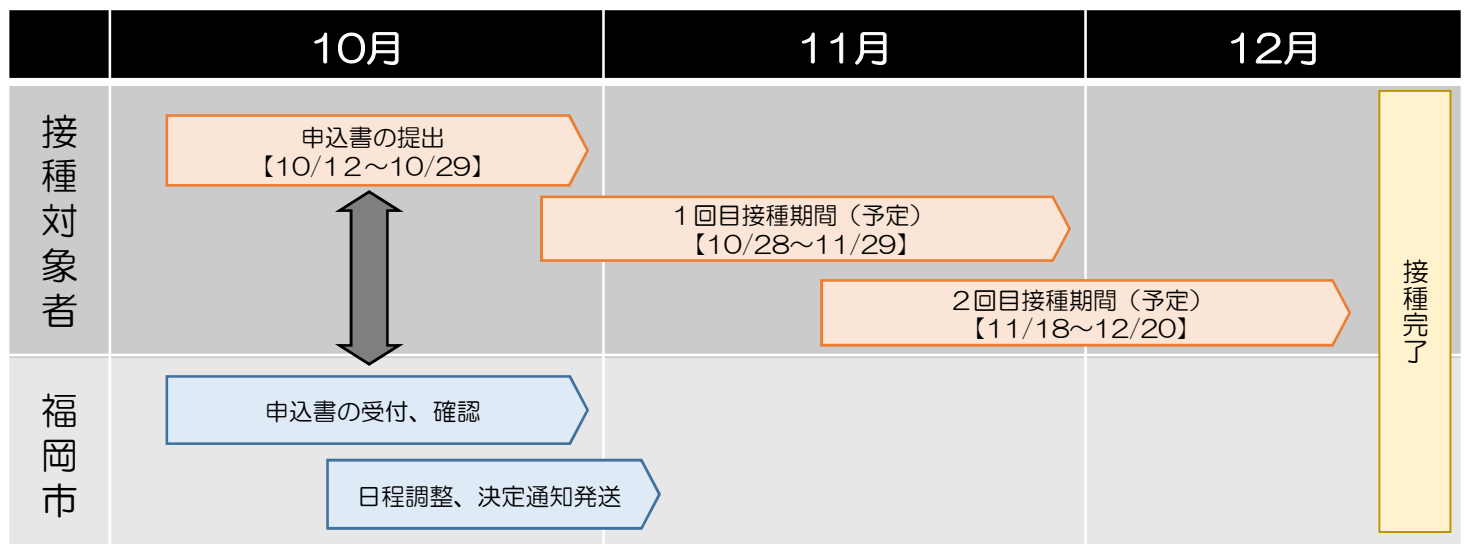 10月
11月
12月
接種対象者
申込書の提出
【10/1２～10/29】
１回目接種期間（予定）
【10/28～11/29】
２回目接種期間（予定）
【11/18～12/20】
接種完了
福岡市
申込書の受付、確認
日程調整、決定通知発送